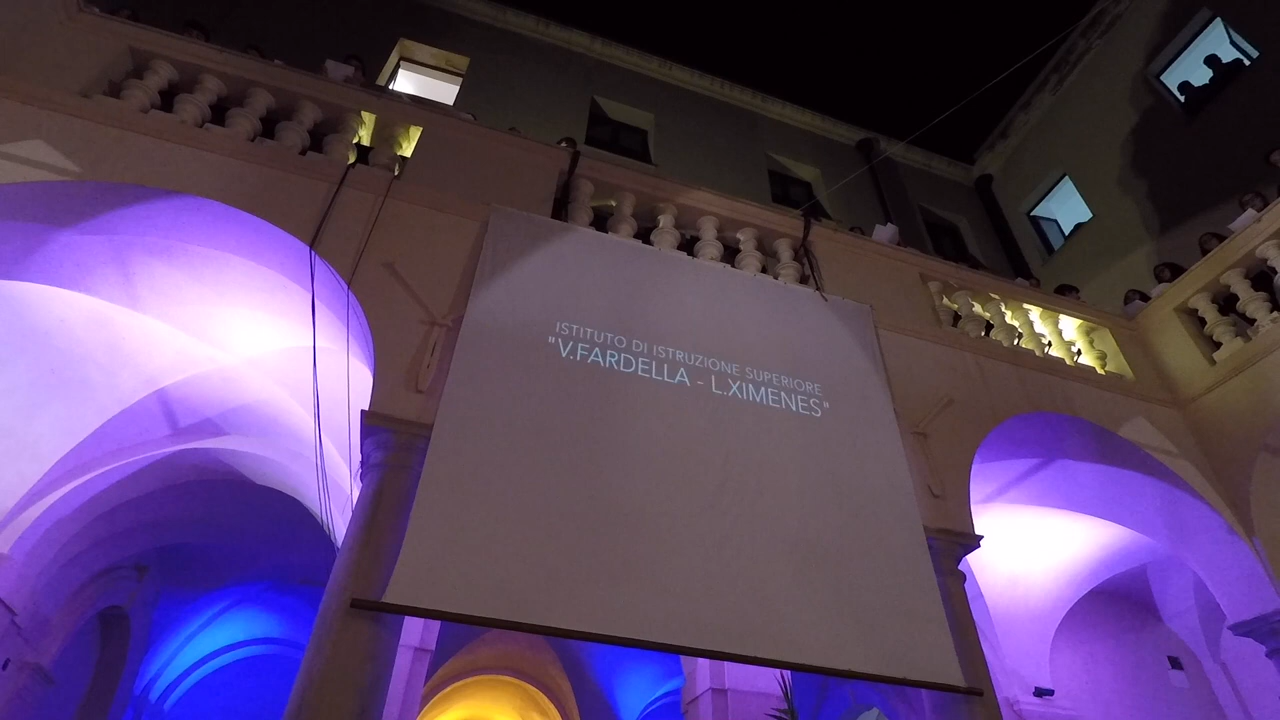 ISTITUTO DI ISTRUZIONE SUPERIORE
"V.FARDELLA - L.XIMENES"